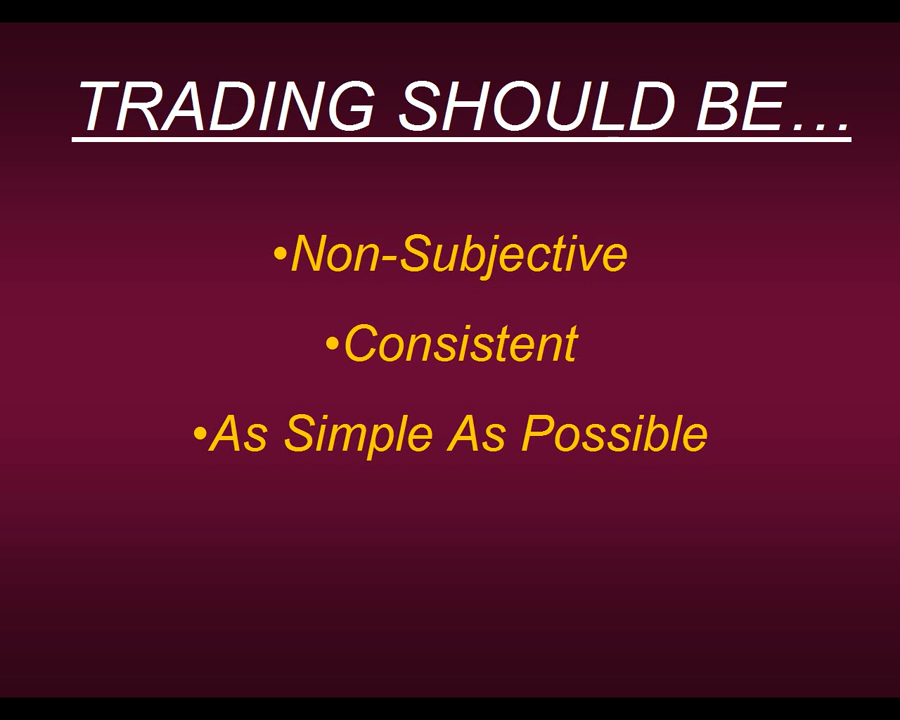 TRADING SHOULD BE…
•Non-Subjective
•Consistent
•As Simple As Possible